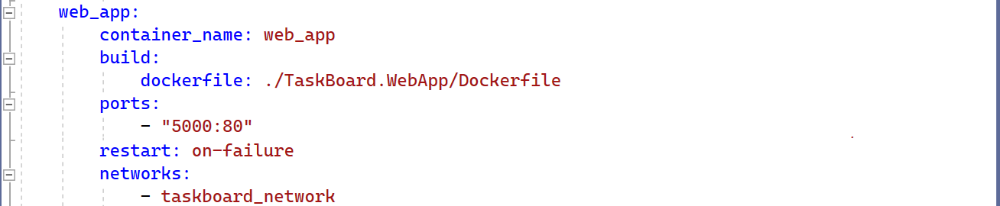 web_app:
container_name: web_app
build:
dockerfile: ./TaskBoard.WebApp/Dockerfile
ports:
- "5000:80"
restart: on-failure
networks:
- taskboard_network